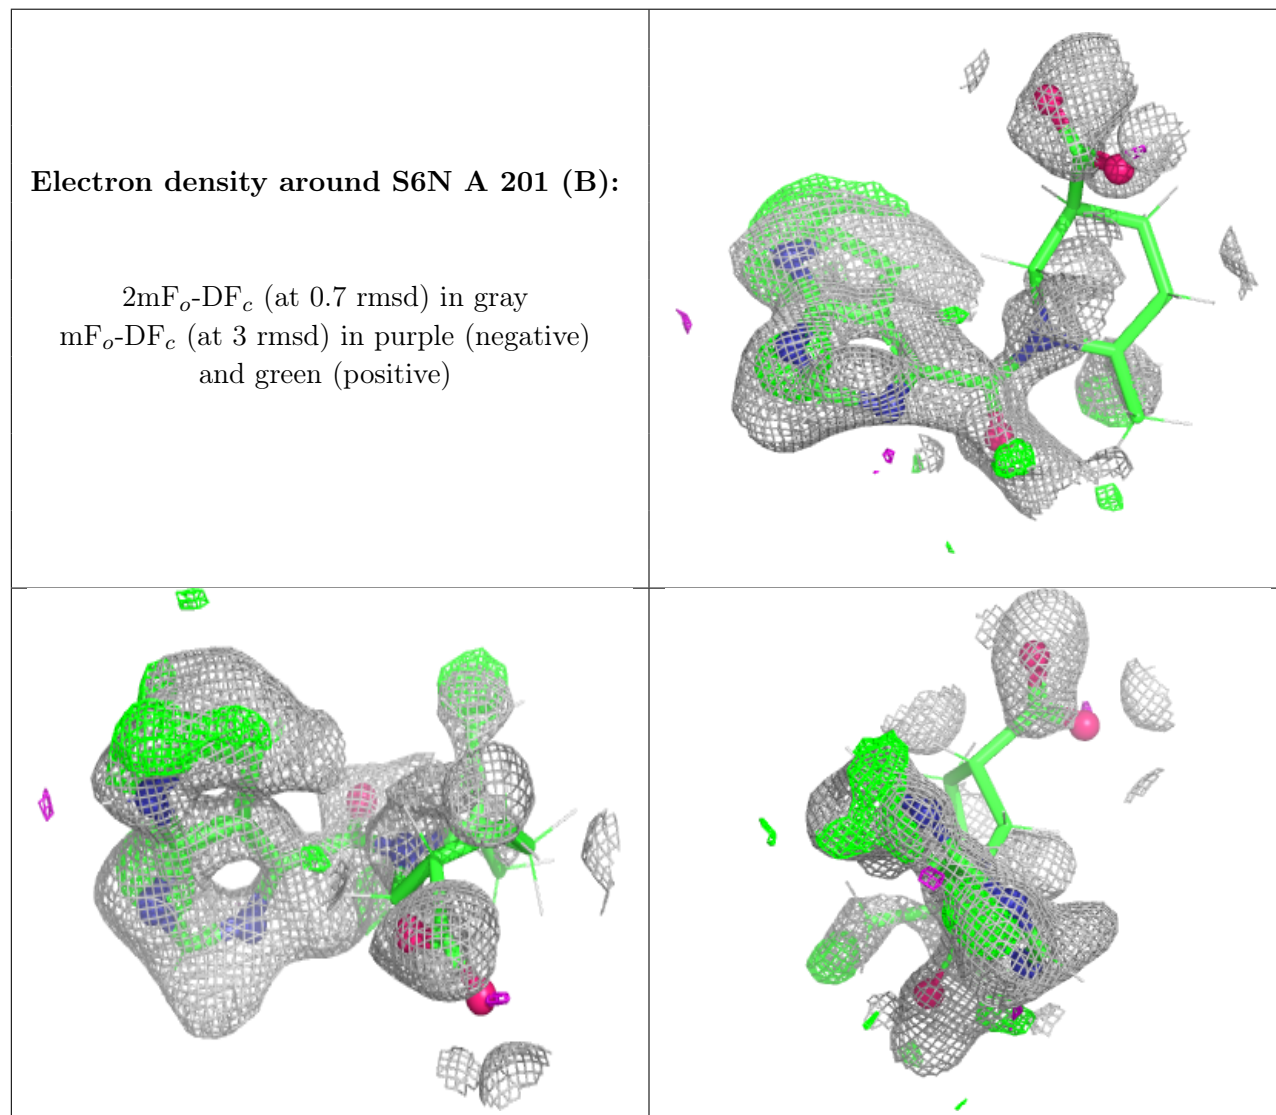 Electron density around S6N A 201 (B):
2mFo-DFc (at 0.7 rmsd) in gray
mFo-DFc (at 3 rmsd) in purple (negative)
and green (positive)